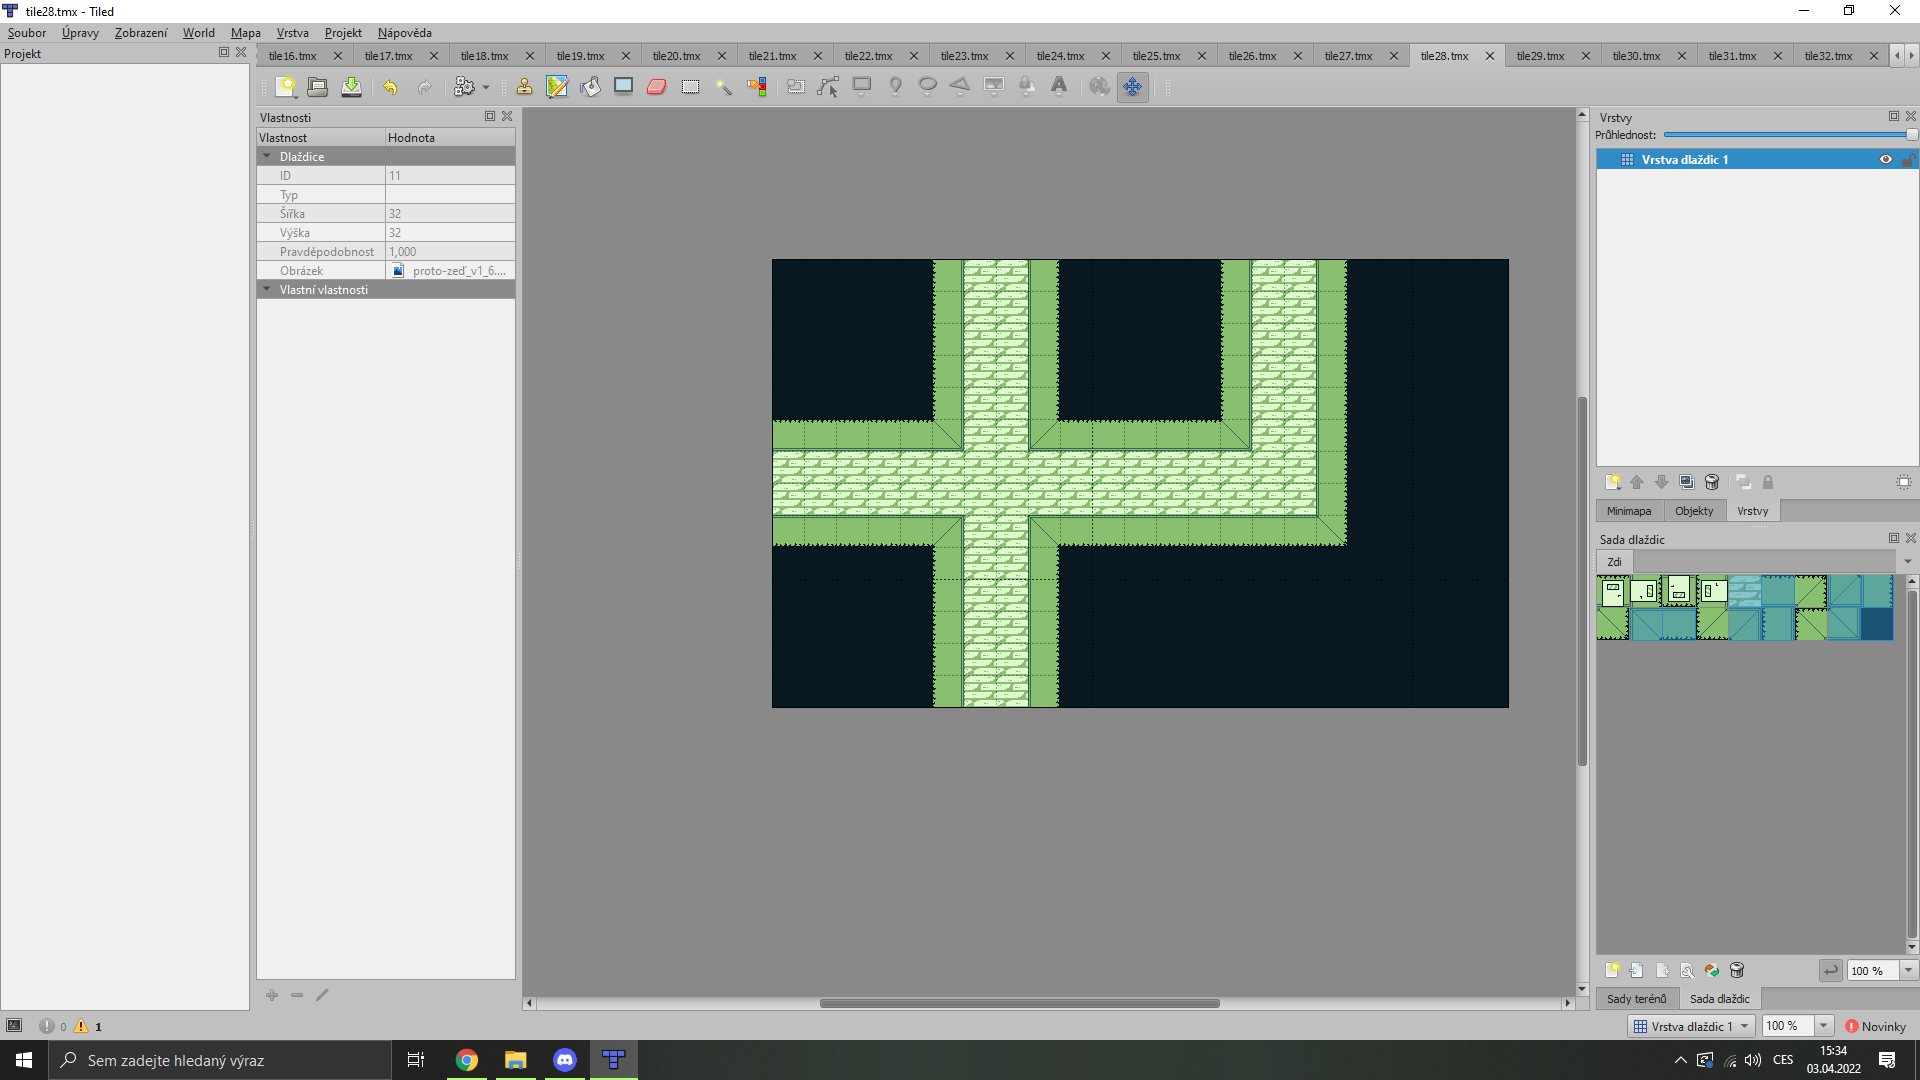 tile28.tmx - Tiled
Soubor Úpravy Zobrazení World Mapa Vrstva Projekt Nápověda
Projekt
tile16.tmx tile17.tmx tile18.tmx tile19.tmx tile20.tmx tile21.tmx tile22.tmx tile23.tmx tile24.tmx tile25.tmx tile26.tmx tile27.tmx tile28.tmx tile29.tmx tile30.tmx tile31.tmx tile32.tmx
Vlastnosti
Vlastnost Hodnota
Dlaždice
ID 11
Typ
Šířka 32
Výška 32
Pravděpodobnost 1,000
Obrázek proto-zeď_v1_6....
Vlastní vlastnosti
Vrstvy
Průhlednost:
Vrstva dlaždic 1
Minimapa Objekty Vrstvy
Sada dlaždic
Zdi
100 %
Sady terénů Sada dlaždic
0 1
Vrstva dlaždic 1 100 % Novinky
Sem zadejte hledaný výraz
CES
15:34
03.04.2022